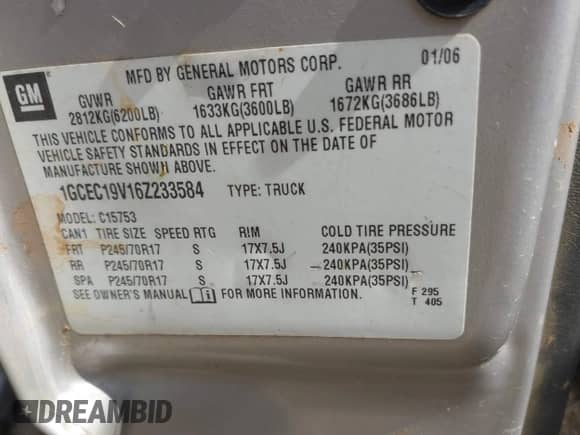 MFD BY GENERAL MOTORS CORP. 01/06
GM
GVWR GAWR FRT GAWR RR
2812KG(6200LB) 1633KG(3600LB) 1672KG(3686LB)
THIS VEHICLE CONFORMS TO ALL APPLICABLE U.S. FEDERAL MOTOR
VEHICLE SAFETY STANDARDS IN EFFECT ON THE DATE OF
MANUFACTURE SHOWN ABOVE.
1GCEC19V16Z233584 TYPE: TRUCK
MODEL: C15753
CAN1 TIRE SIZE SPEED RTG RIM COLD TIRE PRESSURE
FRT P245/70R17 S 17X7.5J 240KPA(35PSI)
RR P245/70R17 S 17X7.5J 240KPA(35PSI)
SPA P245/70R17 S 17X7.5J 240KPA(35PSI)
SEE OWNER'S MANUAL FOR MORE INFORMATION. F 295
T 405
DREAMBID